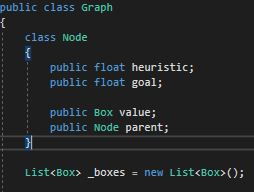 public class Graph
{
class Node
{
public float heuristic;
public float goal;
public Box value;
public Node parent;
}
List<Box> _boxes = new List<Box>();